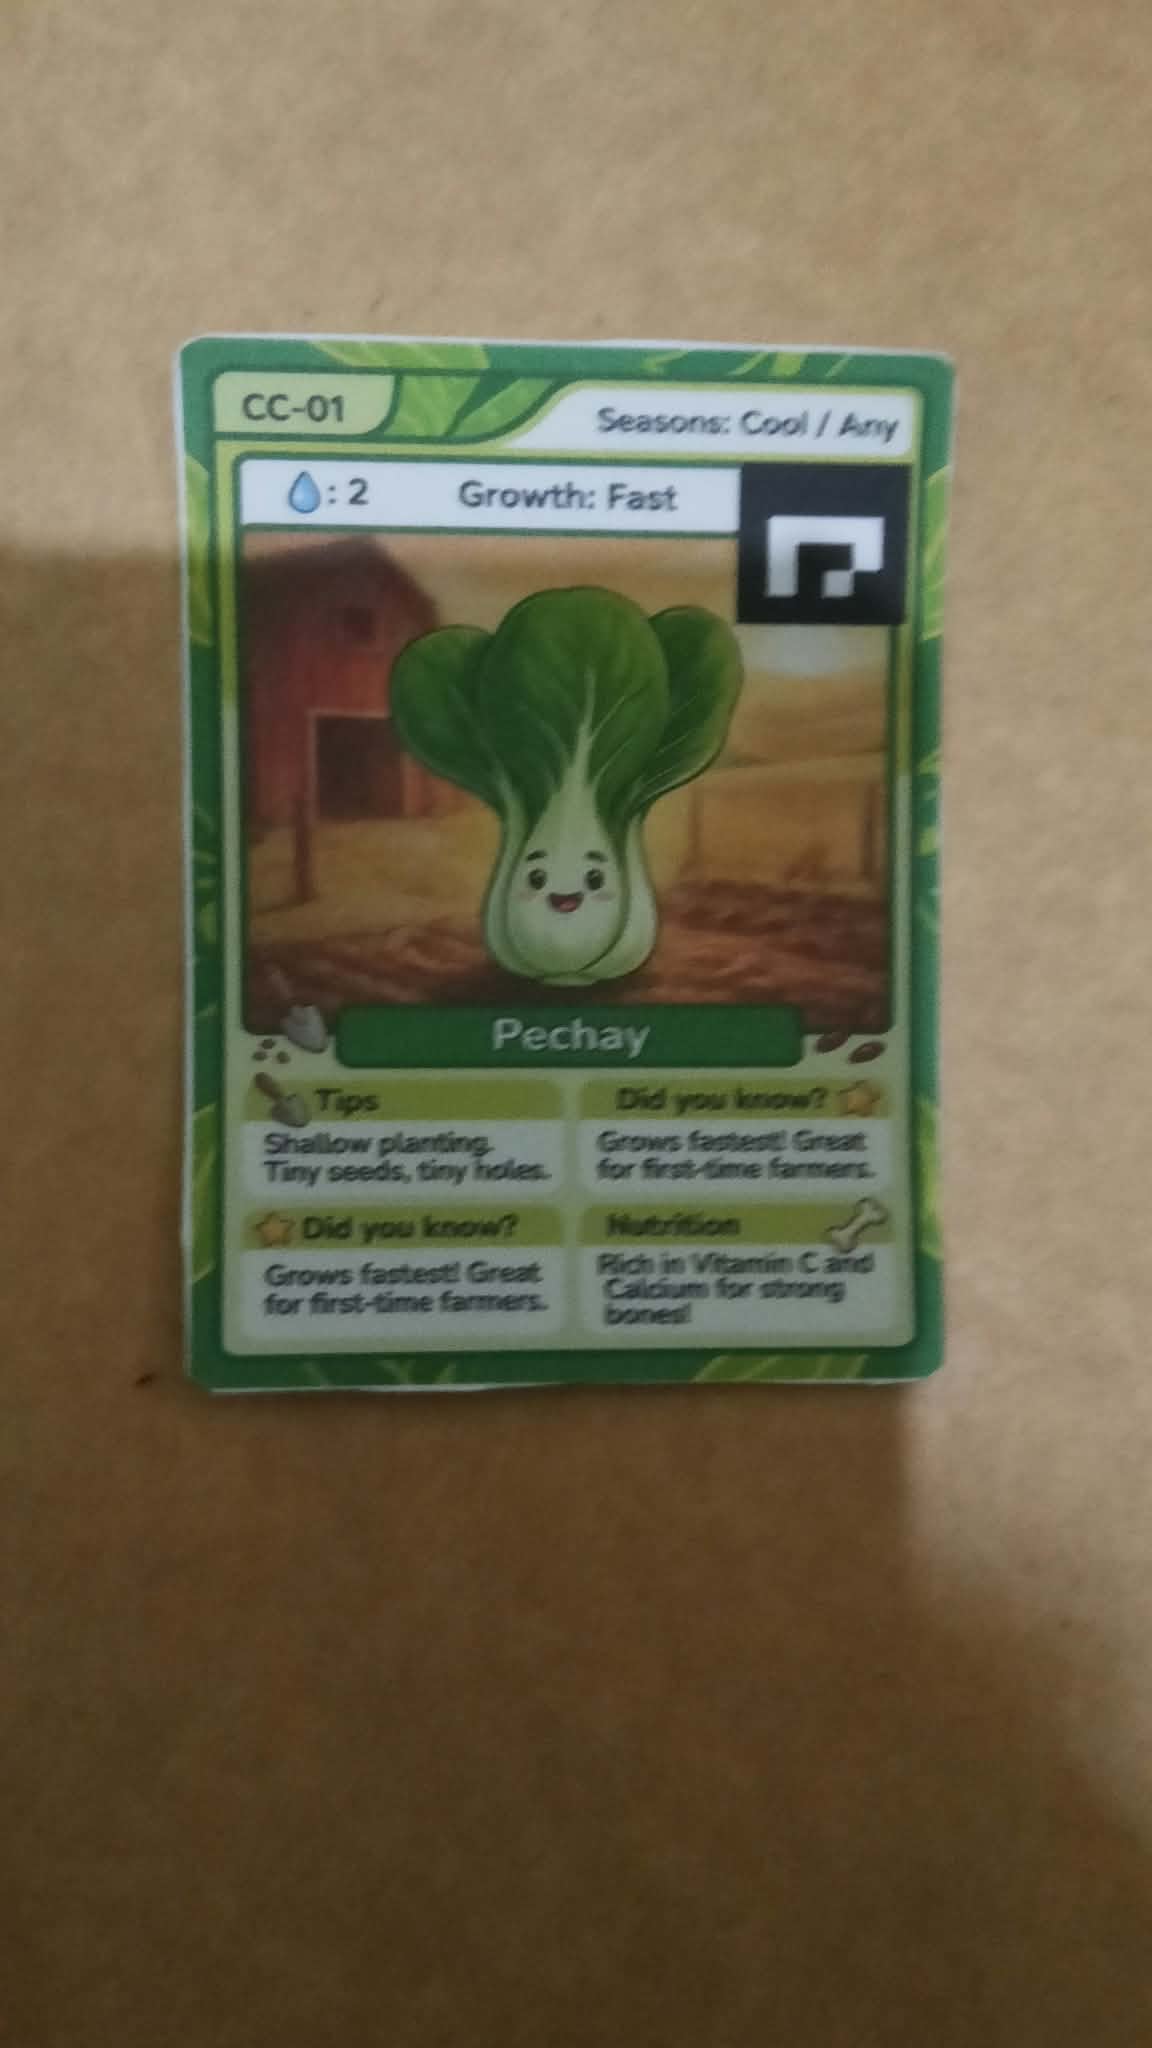 CC-01
Seasons: Cool / Any
: 2
Growth: Fast
Pechay
Tips
Shallow planting.
Tiny seeds, tiny holes.
Did you know?
Grows fastest! Great
for first-time farmers.
Did you know?
Grows fastest! Great
for first-time farmers.
Nutrition
Rich in Vitamin C and
Calcium for strong
bones!